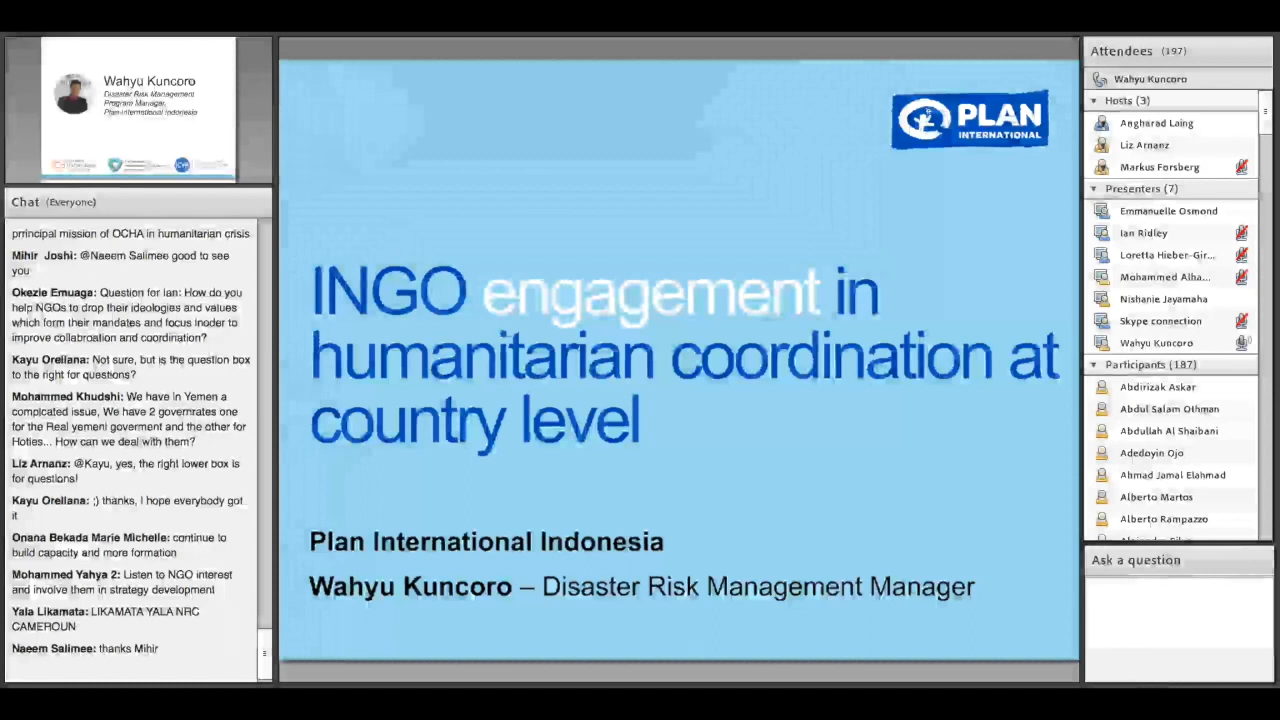 Wahyu Kuncoro
Disaster Risk Management
Program Manager,
Plan International Indonesia
Chat (Everyone)
prrincipal mission of OCHA in humanitarian crisis
Mihir Joshi: @Naeem Salimee good to see
you
Okezie Emuaga: Question for Ian: How do you
help NGOs to drop their ideologies and values
which form their mandates and focus inoder to
improve collabroation and coordination?
Kayu Orellana: Not sure, but is the question box
to the right for questions?
Mohammed Khudshi: We have in Yemen a
complcated issue, We have 2 governrates one
for the Real yemeni goverment and the other for
Hoties... How can we deal with them?
Liz Arnanz: @Kayu, yes, the right lower box is
for questions!
Kayu Orellana: ;) thanks, I hope everybody got
it
Onana Bekada Marie Michelle: continue to
build capacity and more formation
Mohammed Yahya 2: Listen to NGO interest
and involve them in strategy development
Yala Likamata: LIKAMATA YALA NRC
CAMEROUN
Naeem Salimee: thanks Mihir
PLAN
INTERNATIONAL
INGO engagement in
humanitarian coordination at
country level
Plan International Indonesia
Wahyu Kuncoro – Disaster Risk Management Manager
Attendees (197)
Wahyu Kuncoro
Hosts (3)
Angharad Laing
Liz Arnanz
Markus Forsberg
Presenters (7)
Emmanuelle Osmond
Ian Ridley
Loretta Hieber-Gir...
Mohammed Alha...
Nishanie Jayamaha
Skype connection
Wahyu Kuncoro
Participants (187)
Abdirizak Askar
Abdul Salam Othman
Abdullah Al Shaibani
Adedoyin Ojo
Ahmad Jamal Elahmad
Alberto Martos
Alberto Rampazzo
Ask a question